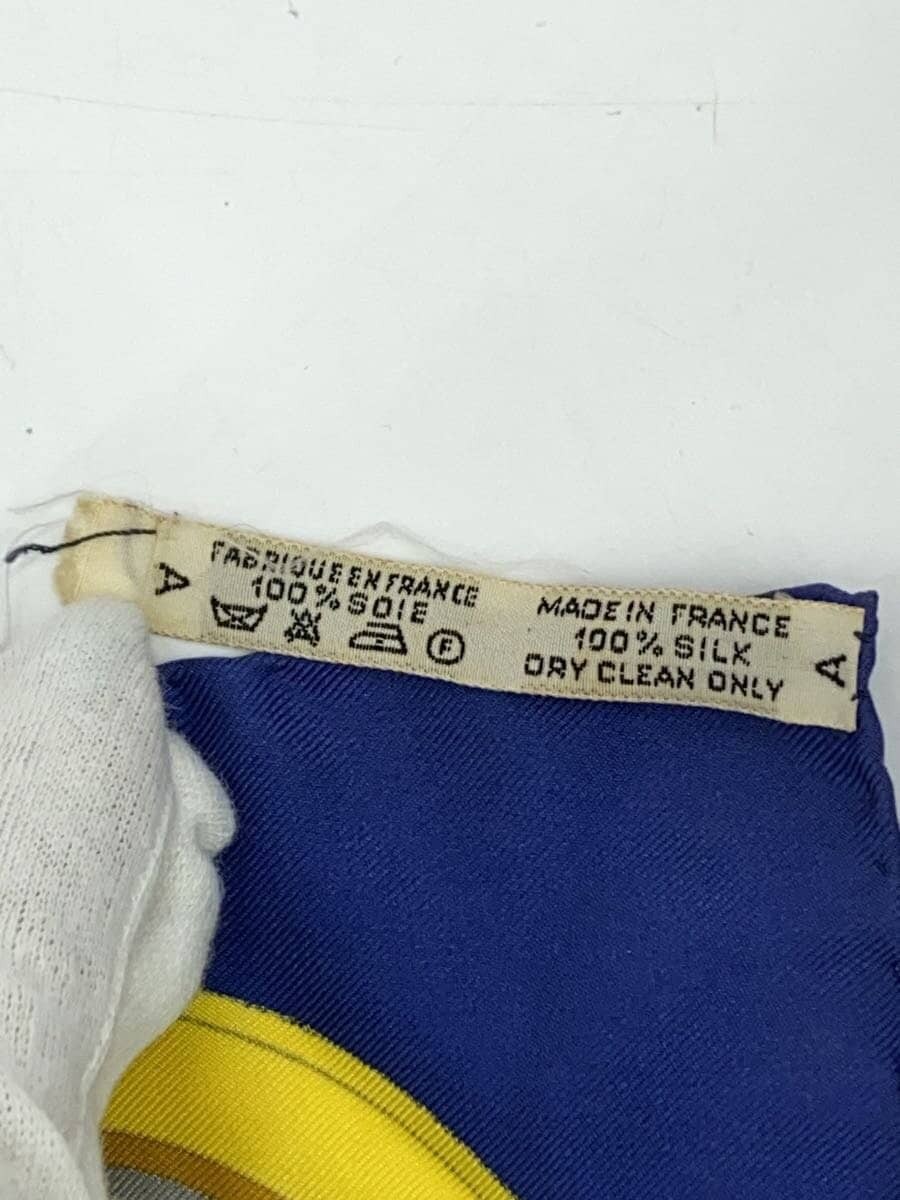 A
FABRIQUE EN FRANCE
100% SOIE
F
MADE IN FRANCE
100% SILK
DRY CLEAN ONLY
A